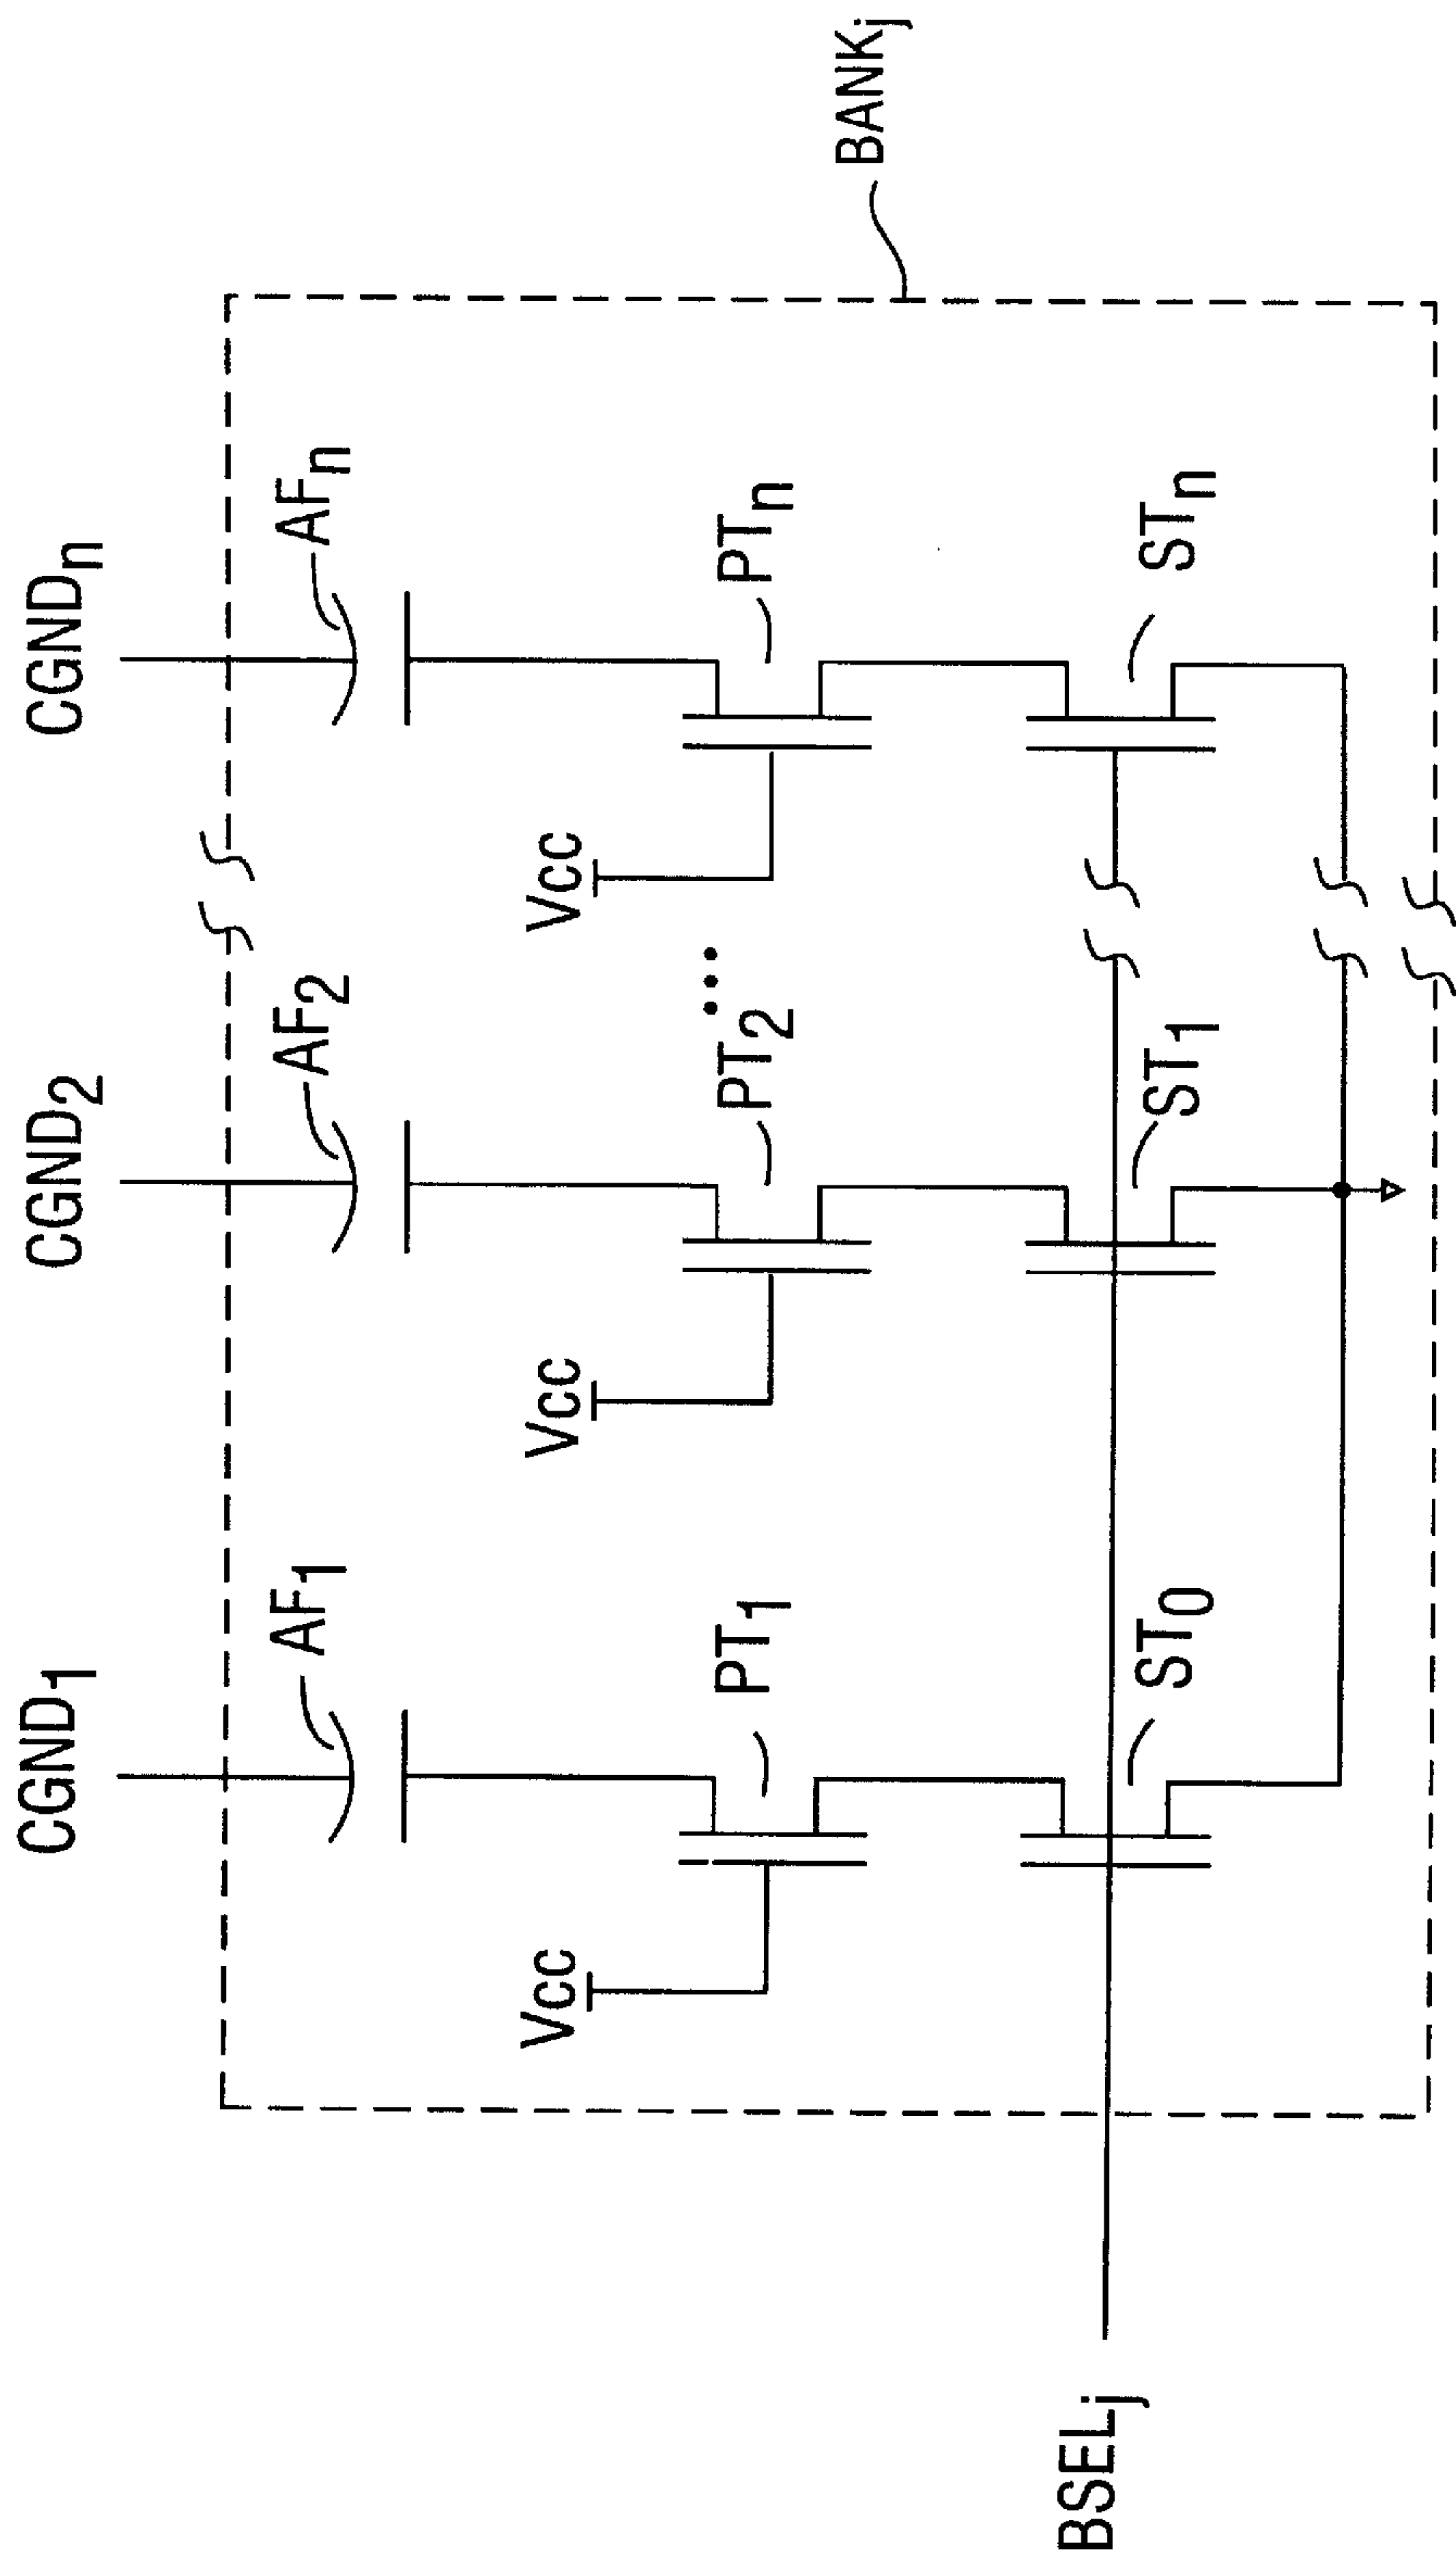 CGND1 CGND2 CGNDn
AF1 AF2 AFn
Vcc Vcc Vcc
PT1 PT2 ... PTn
BANKj
ST0 ST1 STn
BSELj